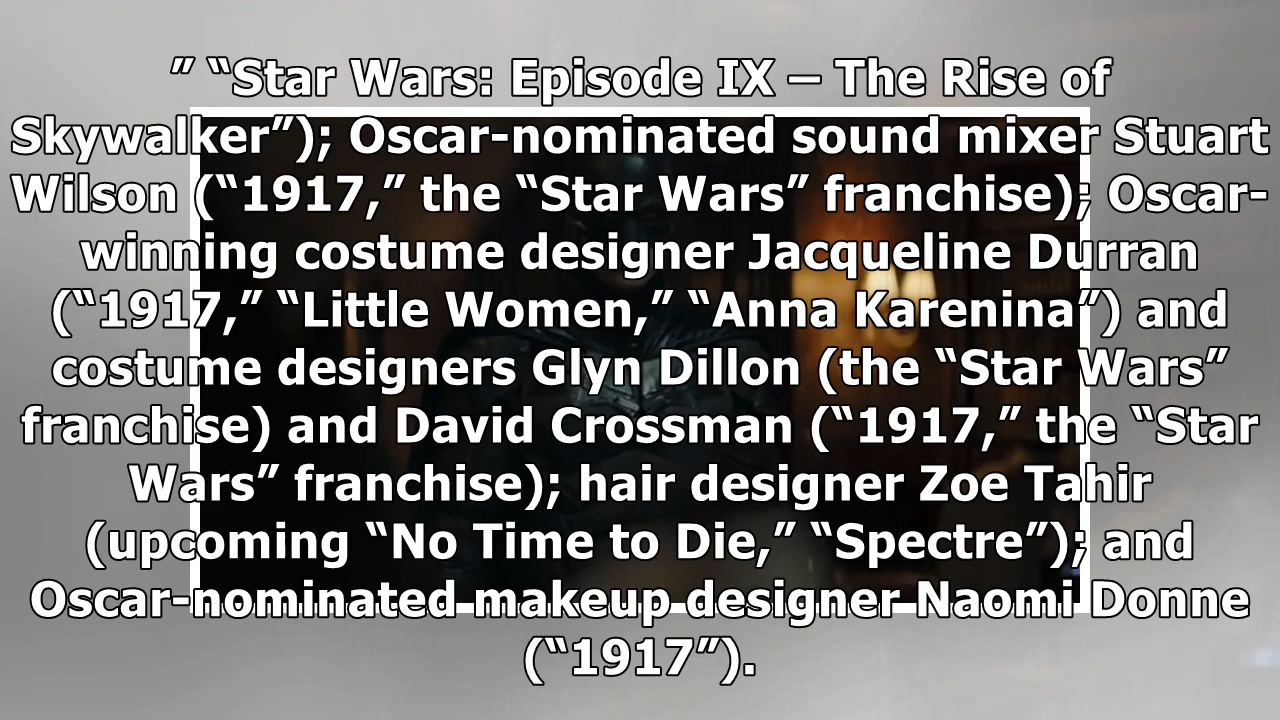 ” “Star Wars: Episode IX – The Rise of
Skywalker”); Oscar-nominated sound mixer Stuart
Wilson (“1917,” the “Star Wars” franchise); Oscar-
winning costume designer Jacqueline Durran
(“1917,” “Little Women,” “Anna Karenina”) and
costume designers Glyn Dillon (the “Star Wars”
franchise) and David Crossman (“1917,” the “Star
Wars” franchise); hair designer Zoe Tahir
(upcoming “No Time to Die,” “Spectre”); and
Oscar-nominated makeup designer Naomi Donne
(“1917”).